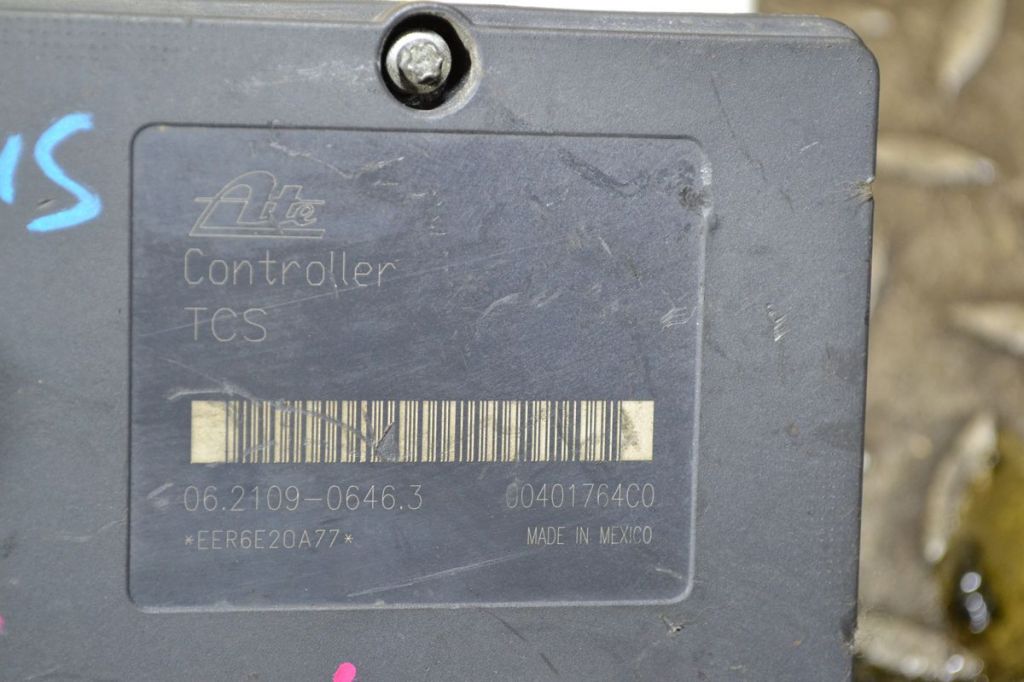 Ate
Controller
TCS
06.2109-0646.3 00401764C0
*EER6E20A77* MADE IN MEXICO